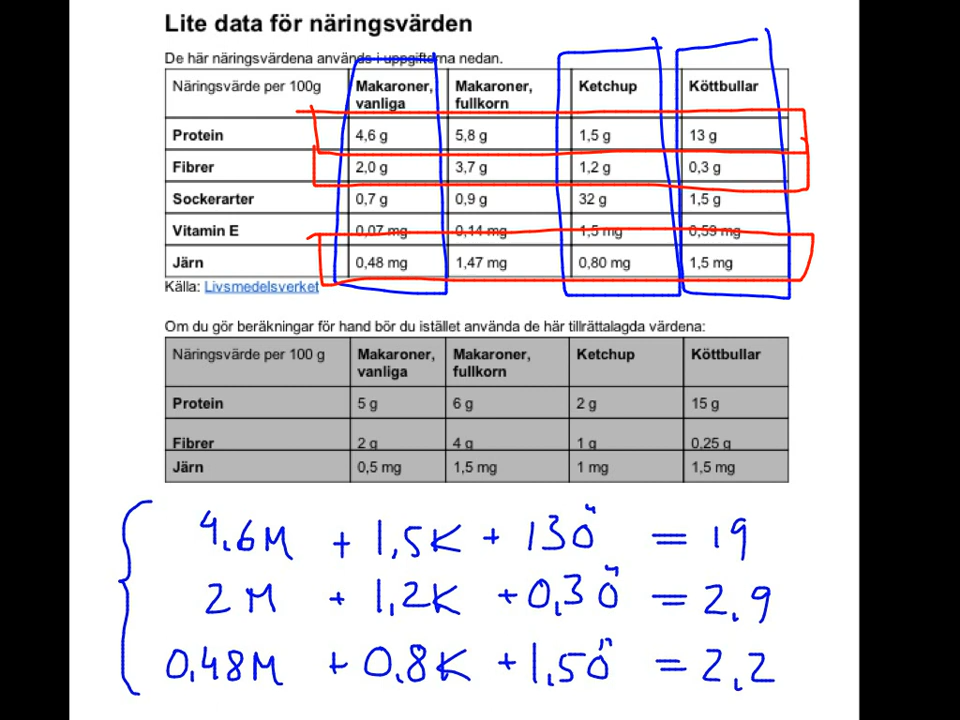 Lite data för näringsvärden
De här näringsvärdena används i uppgifterna nedan.
Näringsvärde per 100g Makaroner, vanliga Makaroner, fullkorn Ketchup Köttbullar
Protein 4,6 g 5,8 g 1,5 g 13 g
Fibrer 2,0 g 3,7 g 1,2 g 0,3 g
Sockerarter 0,7 g 0,9 g 32 g 1,5 g
Vitamin E 0,07 mg 0,14 mg 1,5 mg 0,59 mg
Järn 0,48 mg 1,47 mg 0,80 mg 1,5 mg
Källa: Livsmedelsverket
Om du gör beräkningar för hand bör du istället använda de här tillrättalagda värdena:
Näringsvärde per 100 g Makaroner, vanliga Makaroner, fullkorn Ketchup Köttbullar
Protein 5 g 6 g 2 g 15 g
Fibrer 2 g 4 g 1 g 0,25 g
Järn 0,5 mg 1,5 mg 1 mg 1,5 mg
4,6M + 1,5K + 13Ö = 19
2M + 1,2K + 0,3Ö = 2,9
0,48M + 0,8K + 1,5Ö = 2,2